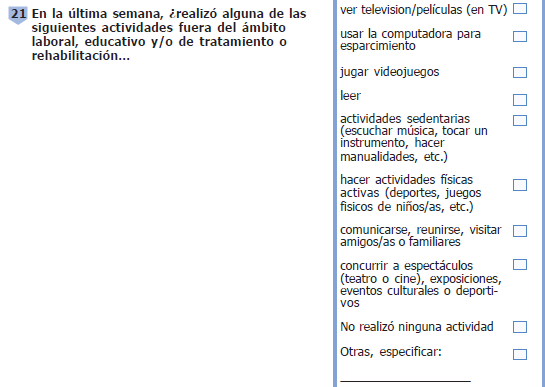 21 En la última semana, ¿realizó alguna de las
siguientes actividades fuera del ámbito
laboral, educativo y/o de tratamiento o
rehabilitación...
ver television/películas (en TV)
usar la computadora para
esparcimiento
jugar videojuegos
leer
actividades sedentarias
(escuchar música, tocar un
instrumento, hacer
manualidades, etc.)
hacer actividades físicas
activas (deportes, juegos
fisicos de niños/as, etc.)
comunicarse, reunirse, visitar
amigos/as o familiares
concurrir a espectáculos
(teatro o cine), exposiciones,
eventos culturales o deporti-
vos
No realizó ninguna actividad
Otras, especificar: